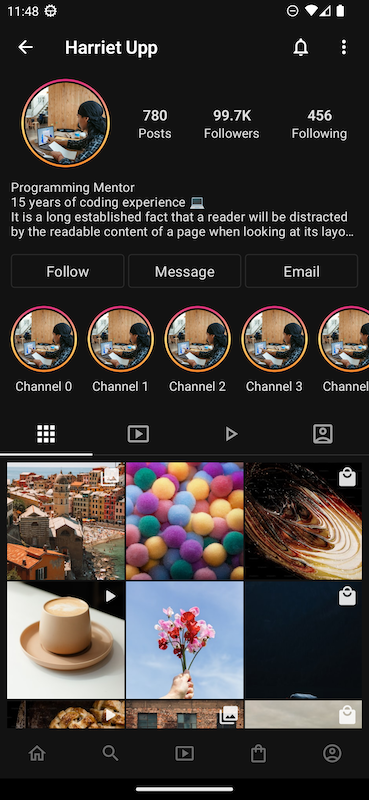 11:48
Harriet Upp
780
99.7K
456
Posts
Followers
Following
Programming Mentor
15 years of coding experience 💻
It is a long established fact that a reader will be distracted
by the readable content of a page when looking at its layo…
Follow
Message
Email
Channel 0
Channel 1
Channel 2
Channel 3
Channel